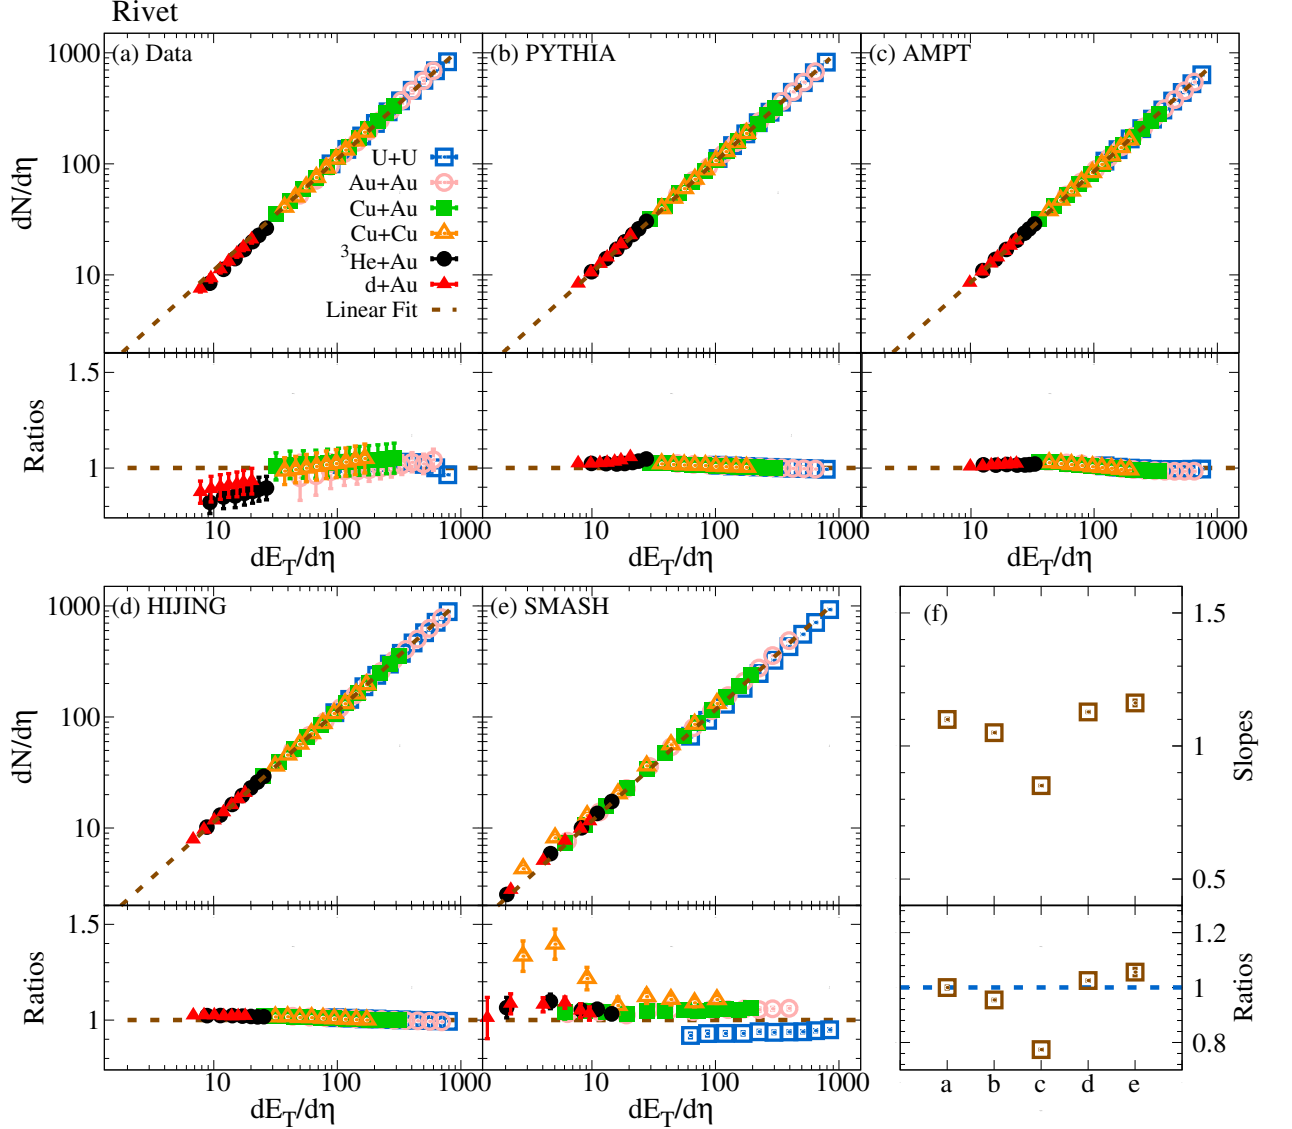 Rivet
(a) Data
(b) PYTHIA
(c) AMPT
1000
100
10
dN/dη
U+U
Au+Au
Cu+Au
Cu+Cu
³He+Au
d+Au
Linear Fit
1.5
1
Ratios
10 100 1000 10 100 1000 10 100 1000
dE_T/dη dE_T/dη dE_T/dη
(d) HIJING
(e) SMASH
(f)
1000
100
10
dN/dη
1.5
1
0.5
Slopes
1.5
1
Ratios
1.2
1
0.8
Ratios
10 100 1000 10 100 1000
a b c d e
dE_T/dη dE_T/dη